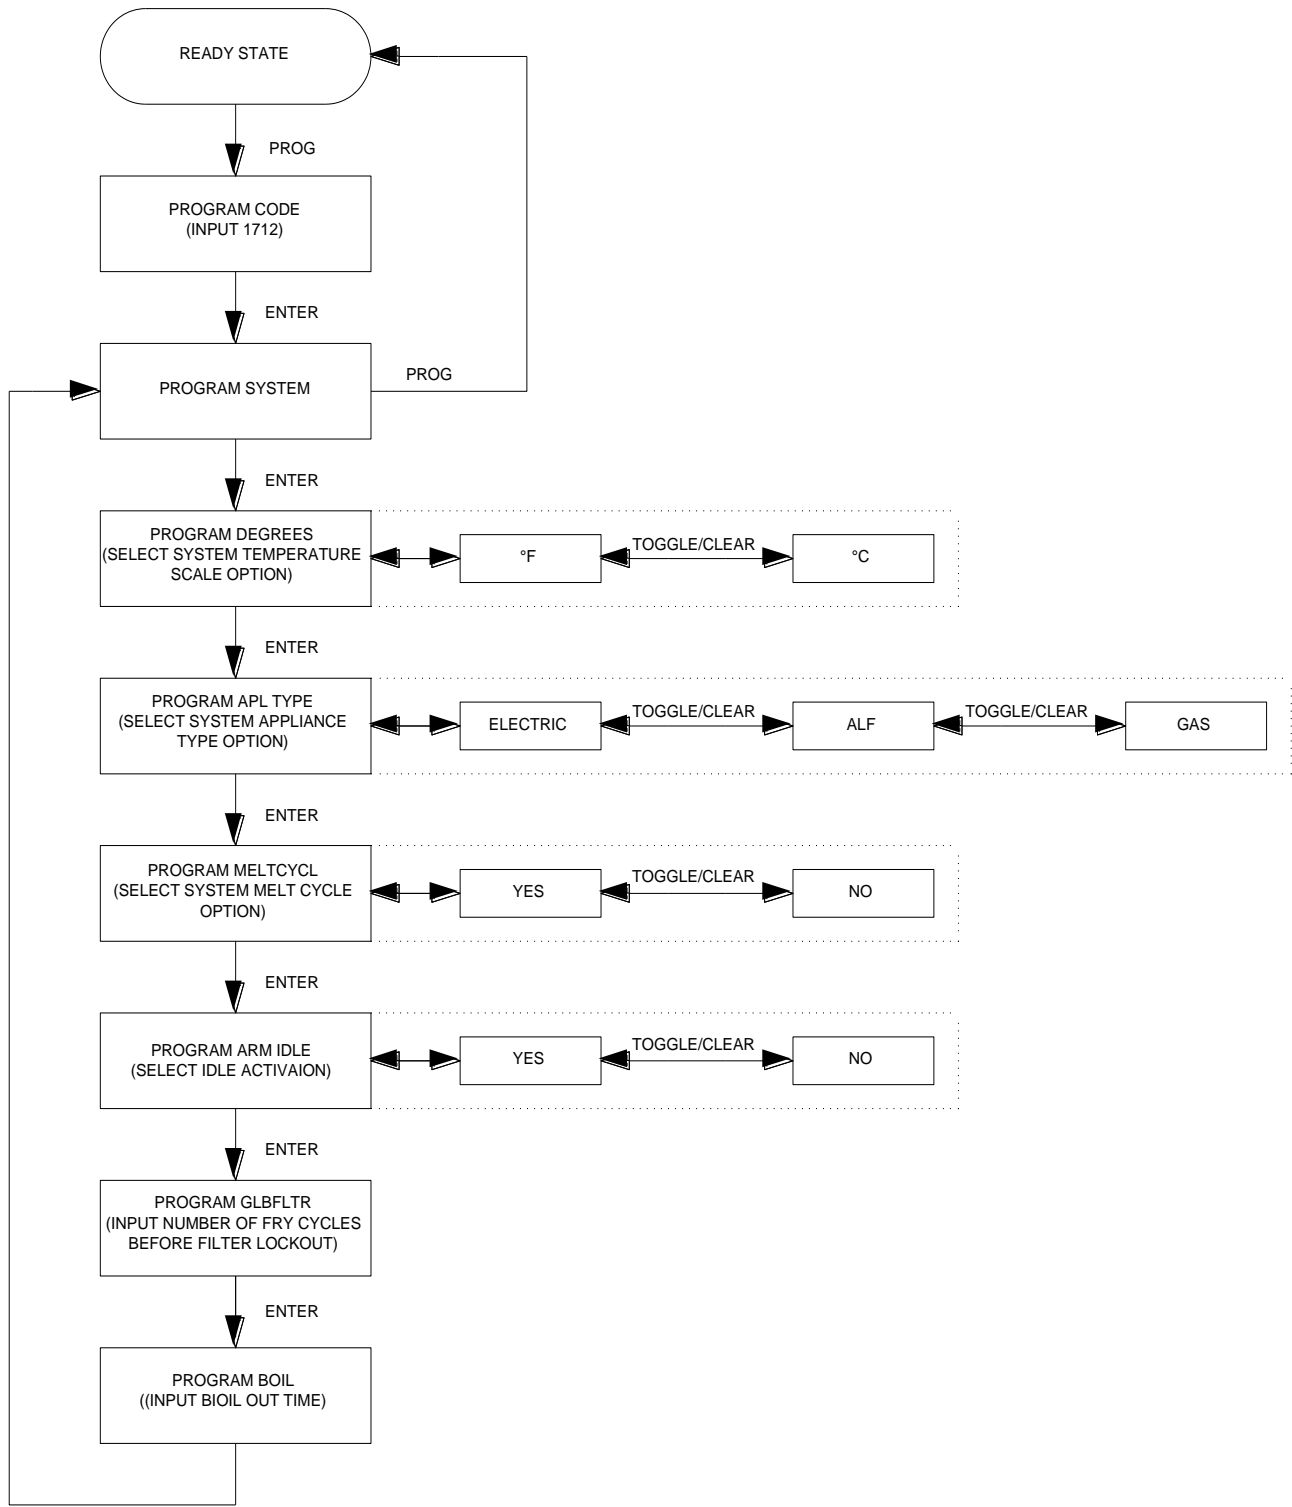 READY STATE
PROG
PROGRAM CODE
(INPUT 1712)
ENTER
PROGRAM SYSTEM
PROG
ENTER
PROGRAM DEGREES
(SELECT SYSTEM TEMPERATURE
SCALE OPTION)
°F
TOGGLE/CLEAR
°C
ENTER
PROGRAM APL TYPE
(SELECT SYSTEM APPLIANCE
TYPE OPTION)
ELECTRIC
TOGGLE/CLEAR
ALF
TOGGLE/CLEAR
GAS
ENTER
PROGRAM MELTCYCL
(SELECT SYSTEM MELT CYCLE
OPTION)
YES
TOGGLE/CLEAR
NO
ENTER
PROGRAM ARM IDLE
(SELECT IDLE ACTIVAION)
YES
TOGGLE/CLEAR
NO
ENTER
PROGRAM GLBFLTR
(INPUT NUMBER OF FRY CYCLES
BEFORE FILTER LOCKOUT)
ENTER
PROGRAM BOIL
((INPUT BIOIL OUT TIME)